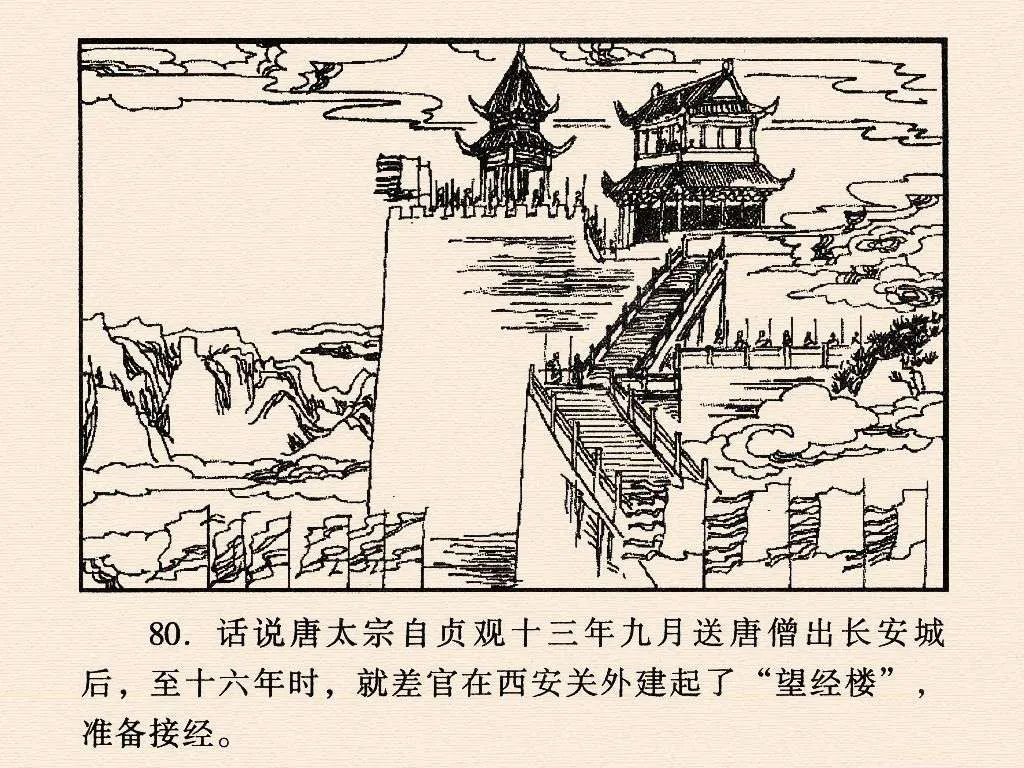 80. 话说唐太宗自贞观十三年九月送唐僧出长安城
后，至十六年时，就差官在西安关外建起了“望经楼”，
准备接经。